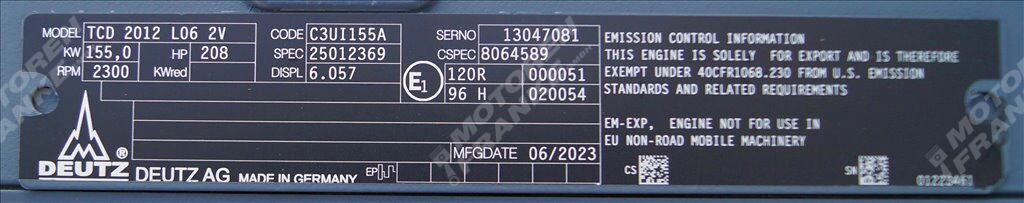 MODEL TCD 2012 L06 2V CODE C3UI155A SERNO 13047081
KW 155,0 HP 208 SPEC 25012369 CSPEC 8064589
RPM 2300 KWred DISPL 6.057 E1 120R 000051
96 H 020054
EMISSION CONTROL INFORMATION
THIS ENGINE IS SOLELY FOR EXPORT AND IS THEREFORE
EXEMPT UNDER 40CFR1068.230 FROM U.S. EMISSION
STANDARDS AND RELATED REQUIREMENTS
EM-EXP, ENGINE NOT FOR USE IN
EU NON-ROAD MOBILE MACHINERY
MFGDATE 06/2023
DEUTZ ® DEUTZ AG MADE IN GERMANY EP
CS SN
01223461
MOTOREN
FRANKEN